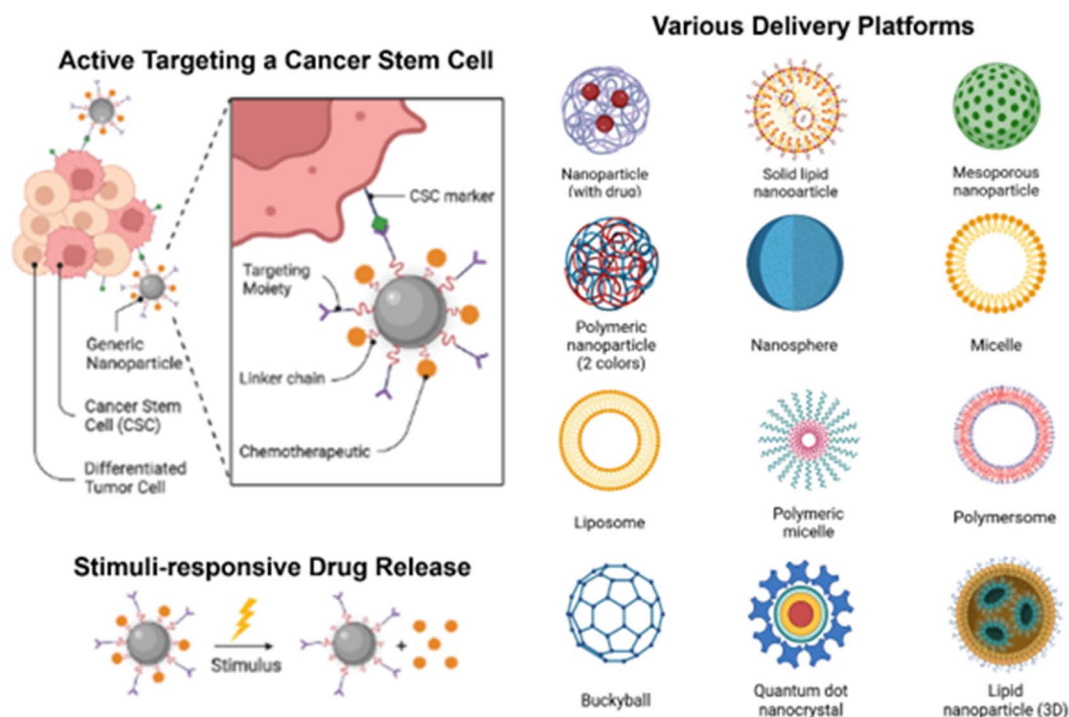 Active Targeting a Cancer Stem Cell
CSC marker
Targeting
Moiety
Linker chain
Chemotherapeutic
Generic
Nanoparticle
Cancer Stem
Cell (CSC)
Differentiated
Tumor Cell
Stimuli-responsive Drug Release
Stimulus
+
Various Delivery Platforms
Nanoparticle
(with drug)
Solid lipid
nanoparticle
Mesoporous
nanoparticle
Polymeric
nanoparticle
(2 colors)
Nanosphere
Micelle
Liposome
Polymeric
micelle
Polymersome
Buckyball
Quantum dot
nanocrystal
Lipid
nanoparticle (3D)